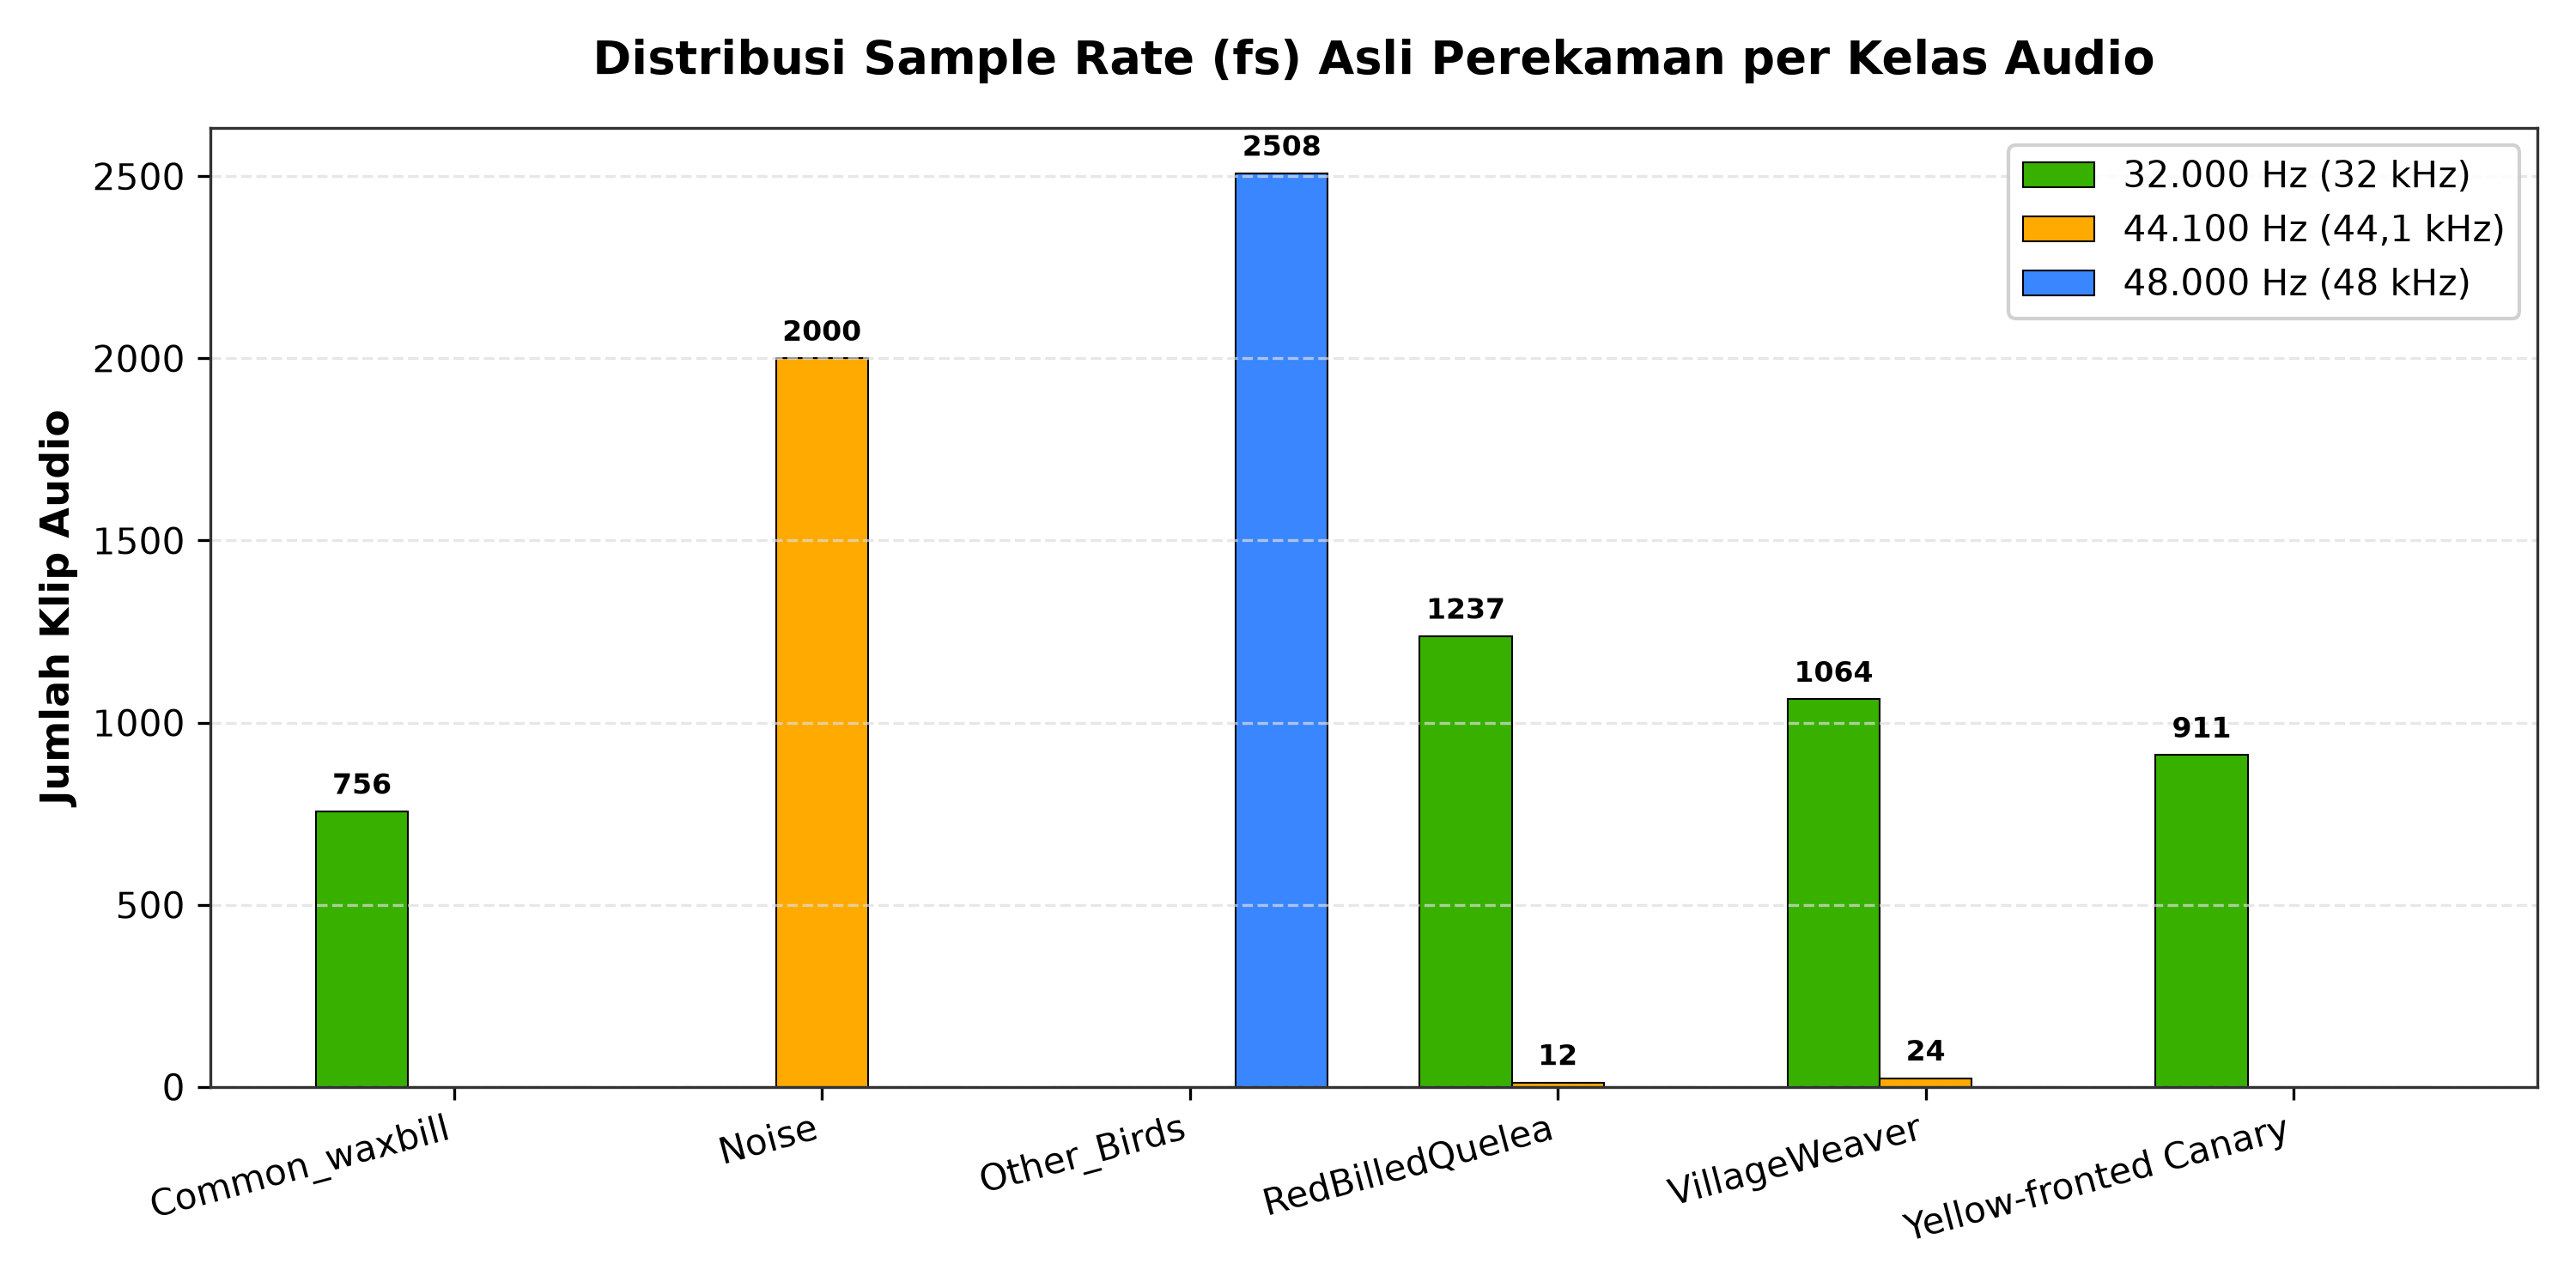 Distribusi Sample Rate (fs) Asli Perekaman per Kelas Audio
32.000 Hz (32 kHz)
44.100 Hz (44,1 kHz)
48.000 Hz (48 kHz)
Jumlah Klip Audio
2500
2000
1500
1000
500
0
756
2000
2508
1237
12
1064
24
911
Common_waxbill
Noise
Other_Birds
RedBilledQuelea
VillageWeaver
Yellow-fronted Canary